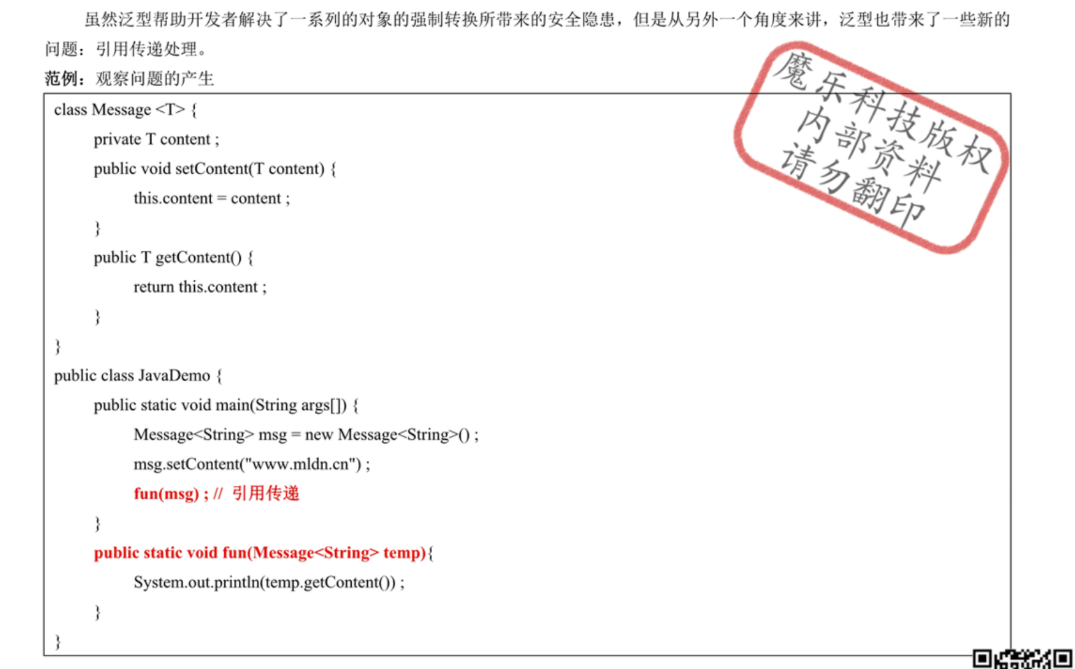 虽然泛型帮助开发者解决了一系列的对象的强制转换所带来的安全隐患，但是从另外一个角度来讲，泛型也带来了一些新的
问题：引用传递处理。
范例：观察问题的产生
class Message <T> {
private T content ;
public void setContent(T content) {
this.content = content ;
}
public T getContent() {
return this.content ;
}
}
public class JavaDemo {
public static void main(String args[]) {
Message<String> msg = new Message<String>() ;
msg.setContent("www.mldn.cn") ;
fun(msg) ; // 引用传递
}
public static void fun(Message<String> temp){
System.out.println(temp.getContent()) ;
}
}
魔乐科技版权
内部资料
请勿翻印